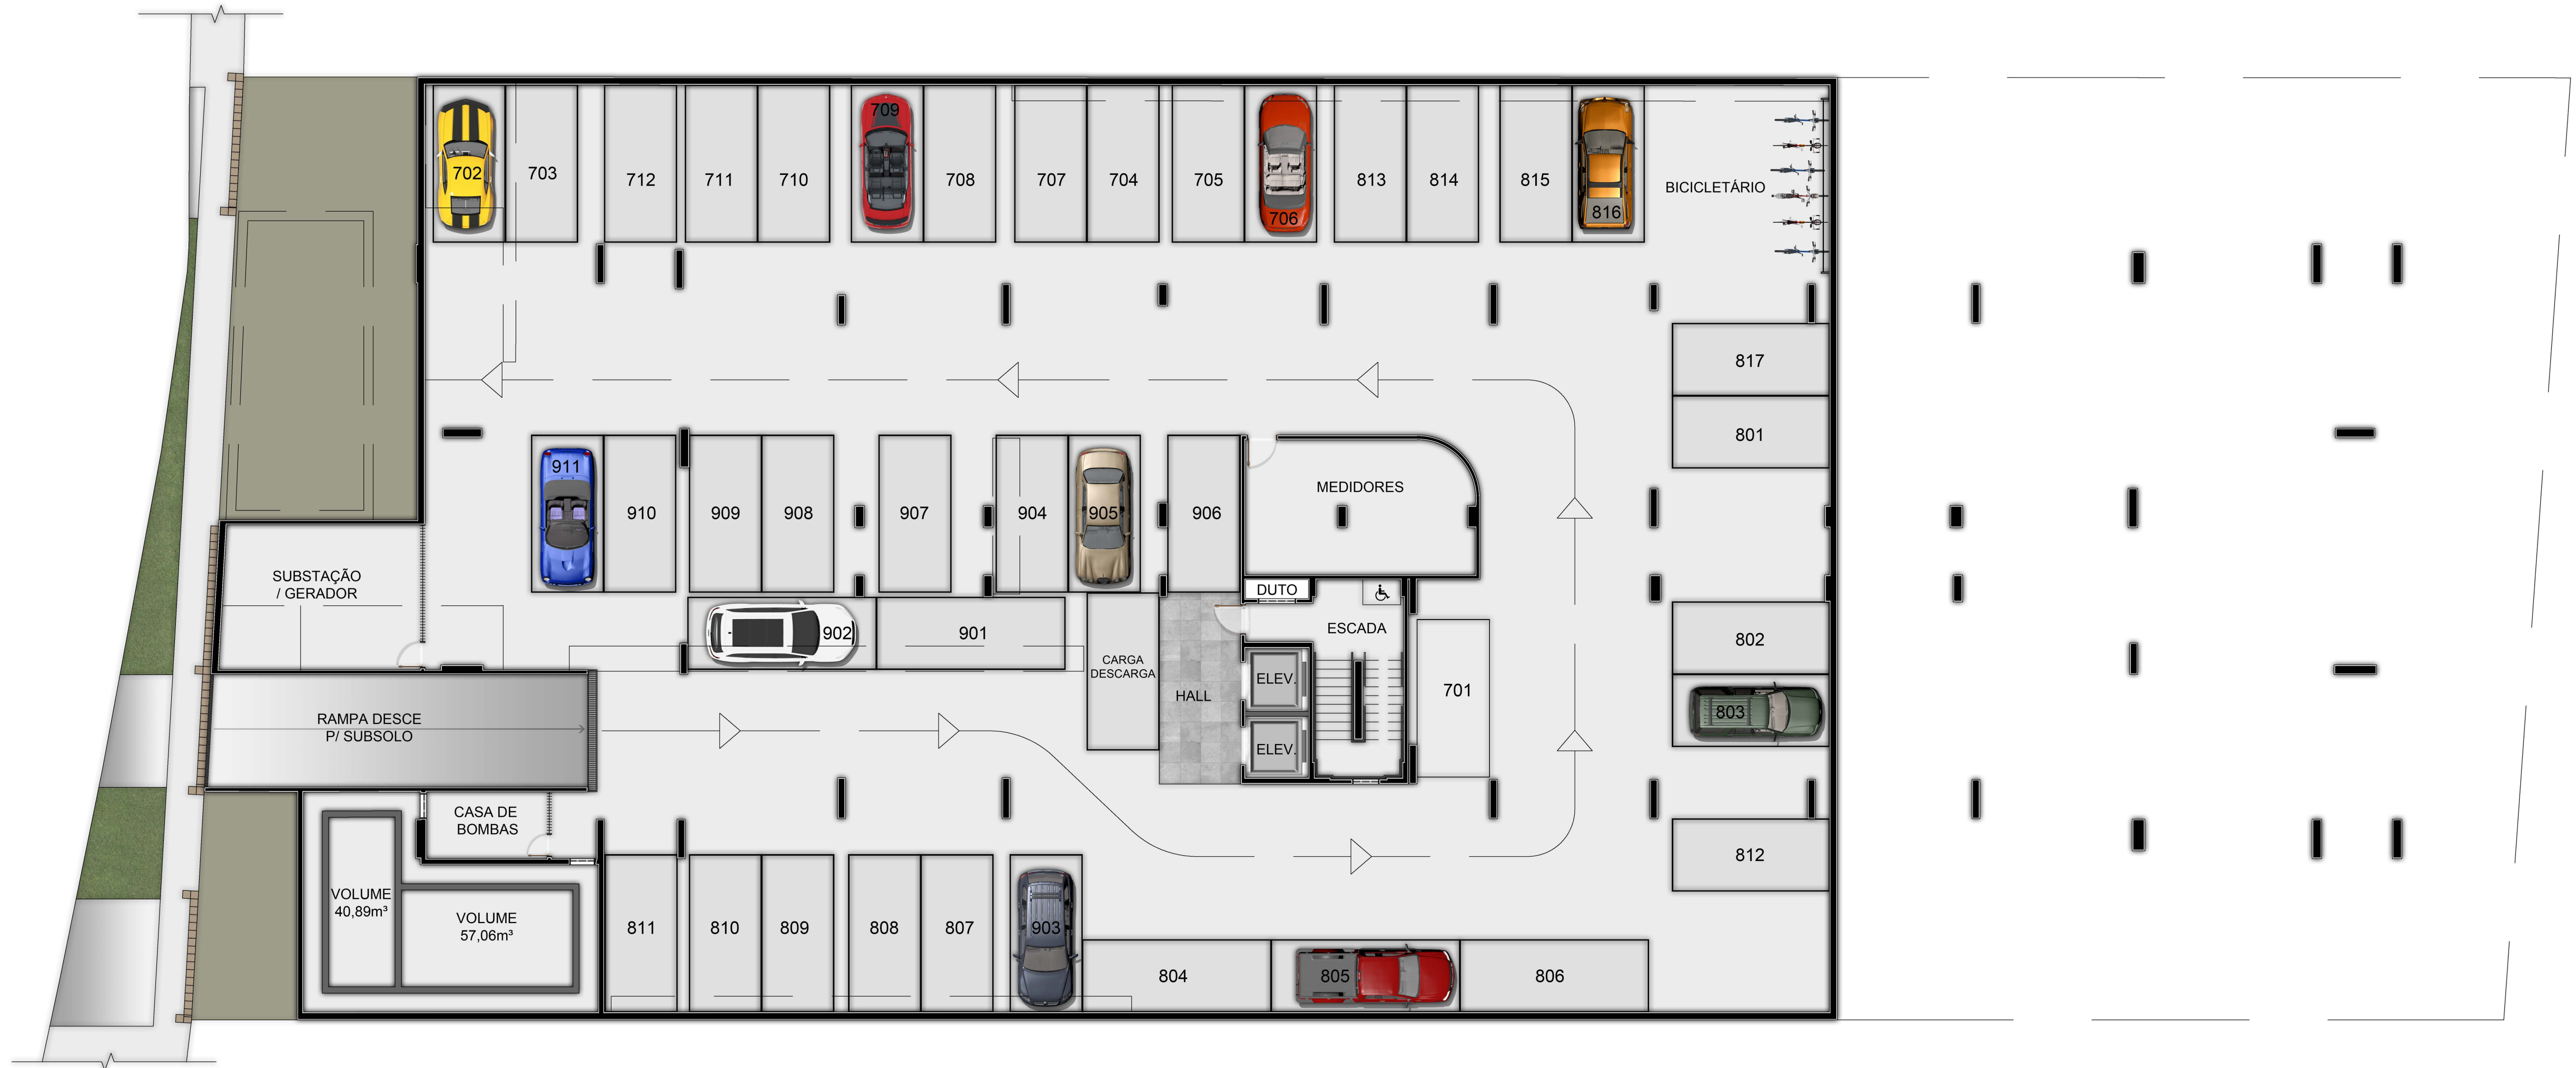 702
703
712
711
710
709
708
707
704
705
706
813
814
815
816
BICICLETÁRIO
817
801
911
910
909
908
907
904
905
906
MEDIDORES
SUBSTAÇÃO
/ GERADOR
DUTO
ESCADA
902
901
CARGA
DESCARGA
HALL
ELEV.
ELEV.
701
802
803
RAMPA DESCE
P/ SUBSOLO
CASA DE
BOMBAS
812
VOLUME
40,89m³
VOLUME
57,06m³
811
810
809
808
807
903
804
805
806